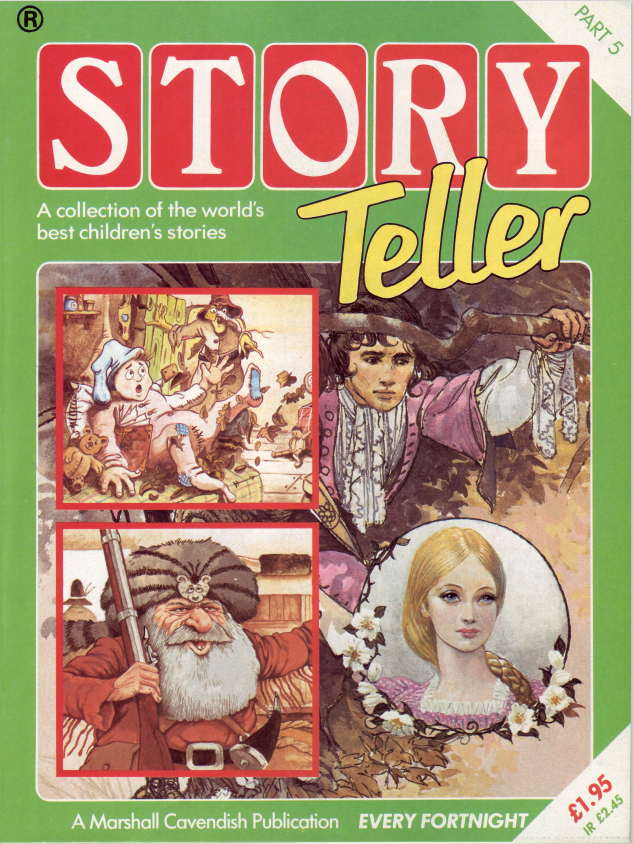 ®
PART 5
STORY
Teller
A collection of the world's
best children's stories
A Marshall Cavendish Publication EVERY FORTNIGHT
£1.95
IR £2.45